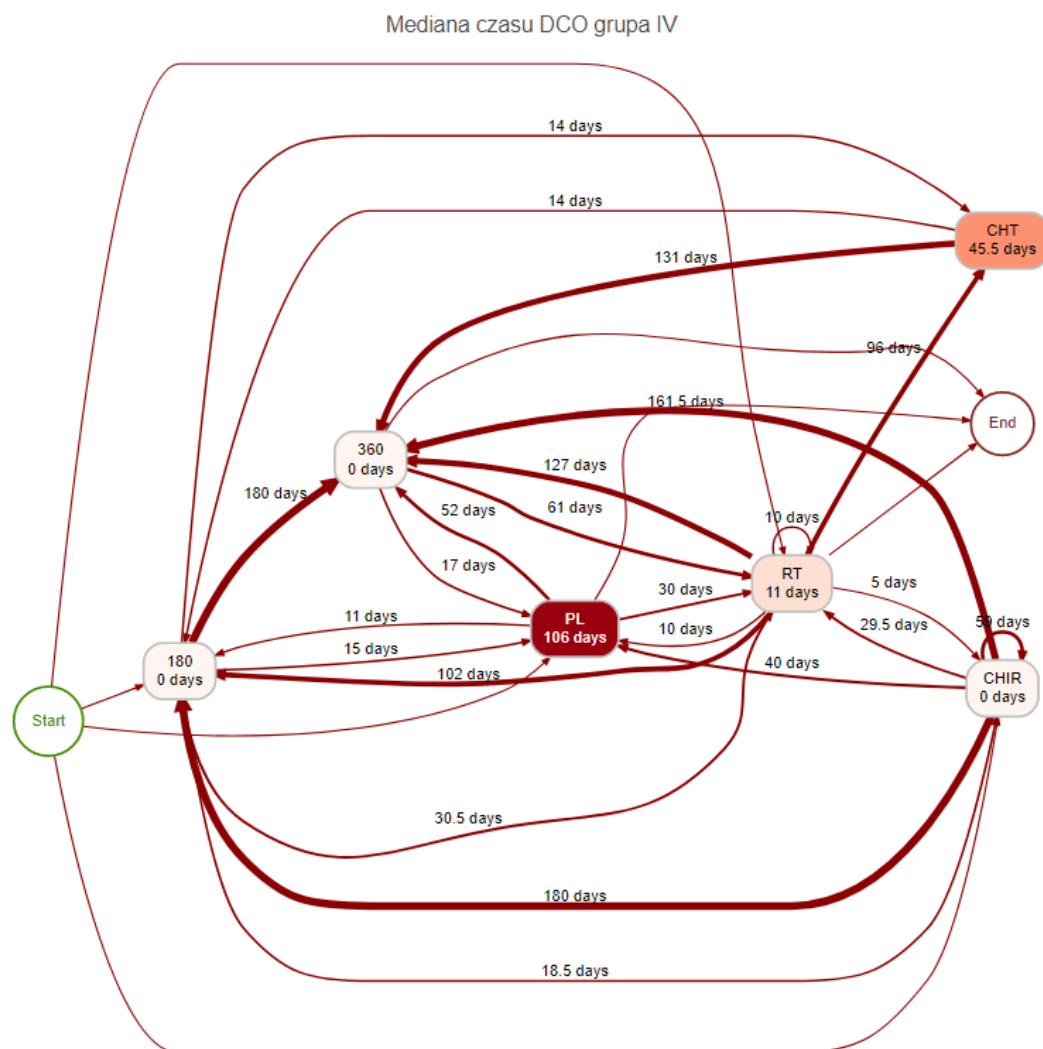 Mediana czasu DCO grupa IV
14 days
14 days
CHT
45.5 days
131 days
96 days
161.5 days
End
360
0 days
127 days
180 days
52 days
61 days
10 days
17 days
RT
11 days
5 days
30 days
PL
106 days
11 days
10 days
29.5 days
59 days
15 days
180
0 days
102 days
40 days
CHIR
0 days
Start
30.5 days
180 days
18.5 days